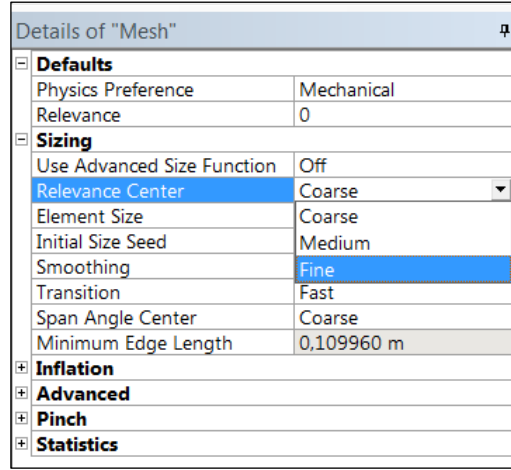 Details of "Mesh"
Defaults
Physics Preference Mechanical
Relevance 0
Sizing
Use Advanced Size Function Off
Relevance Center Coarse
Element Size Coarse
Initial Size Seed Medium
Smoothing Fine
Transition Fast
Span Angle Center Coarse
Minimum Edge Length 0,109960 m
Inflation
Advanced
Pinch
Statistics